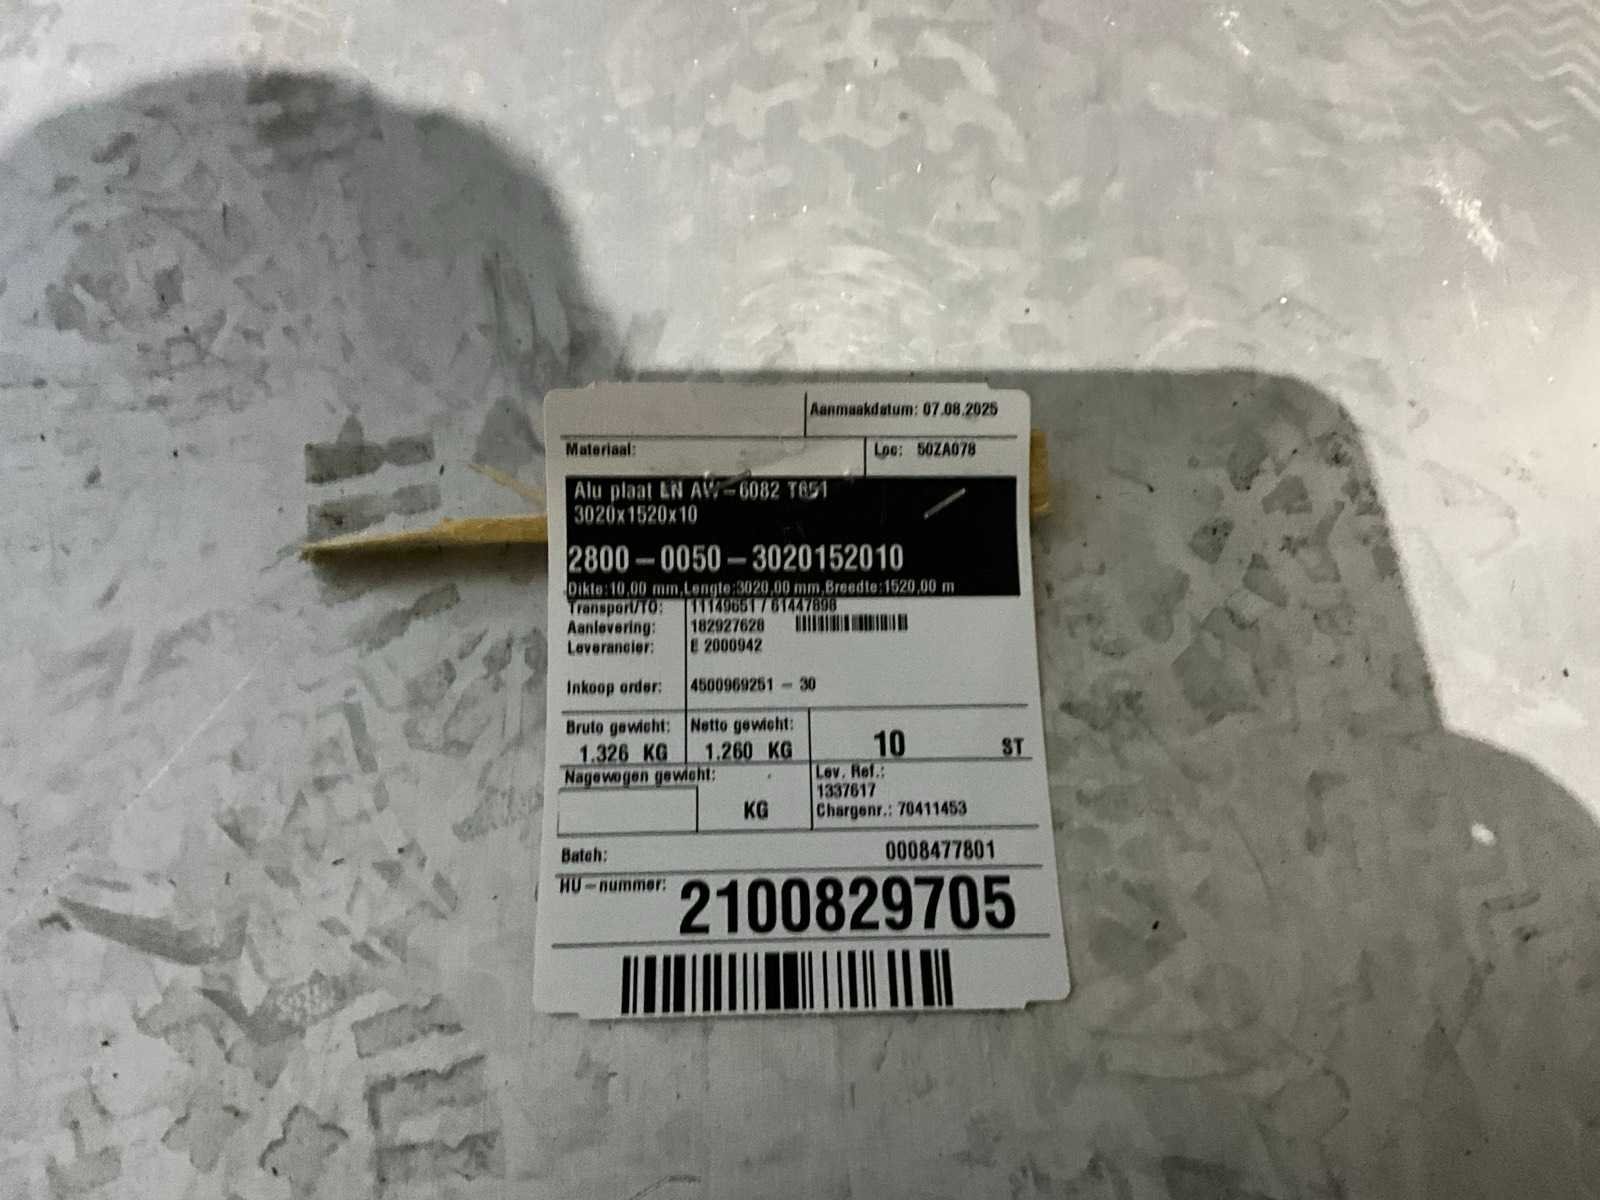 Aanmaakdatum: 07.08.2025
Materiaal:
Loc: 50ZA078
Alu plaat EN AW-6082 T651
3020x1520x10
2800-0050-3020152010
Dikte:10,00 mm,Lengte:3020,00 mm,Breedte:1520,00 m
Transport/TO: 11149651 / 61447898
Aanlevering: 182927628
Leverancier: E 2000942
Inkoop order: 4500969251 - 30
Bruto gewicht: Netto gewicht:
1.326 KG 1.260 KG 10 ST
Nagewogen gewicht:
KG
Lev. Ref.:
1337617
Chargenr.: 70411453
Batch: 0008477801
HU-nummer: 2100829705